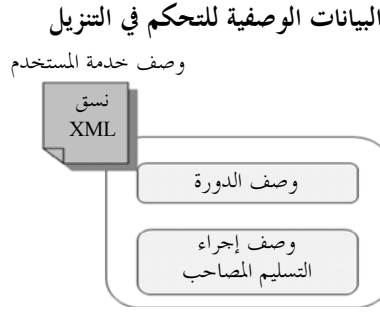 البيانات الوصفية للتحكم في التنزيل
وصف خدمة المستخدم
نسق
XML
وصف الدورة
وصف إجراء
التسليم المصاحب